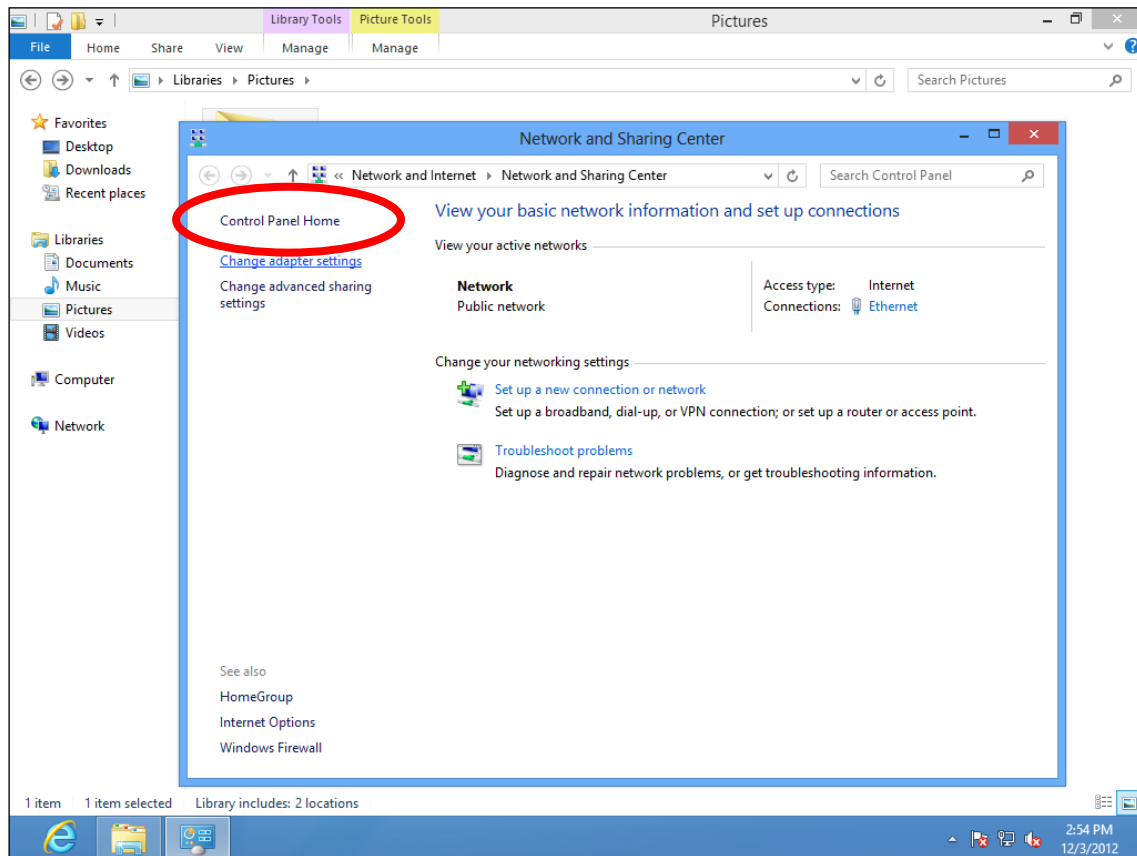 Library Tools Picture Tools Pictures
File Home Share View Manage Manage
Libraries Pictures Search Pictures
Favorites
Desktop
Downloads
Recent places
Libraries
Documents
Music
Pictures
Videos
Computer
Network
Network and Sharing Center
« Network and Internet Network and Sharing Center Search Control Panel
Control Panel Home
Change adapter settings
Change advanced sharing
settings
View your basic network information and set up connections
View your active networks
Network
Public network
Access type: Internet
Connections: Ethernet
Change your networking settings
Set up a new connection or network
Set up a broadband, dial-up, or VPN connection; or set up a router or access point.
Troubleshoot problems
Diagnose and repair network problems, or get troubleshooting information.
See also
HomeGroup
Internet Options
Windows Firewall
1 item 1 item selected Library includes: 2 locations
2:54 PM
12/3/2012